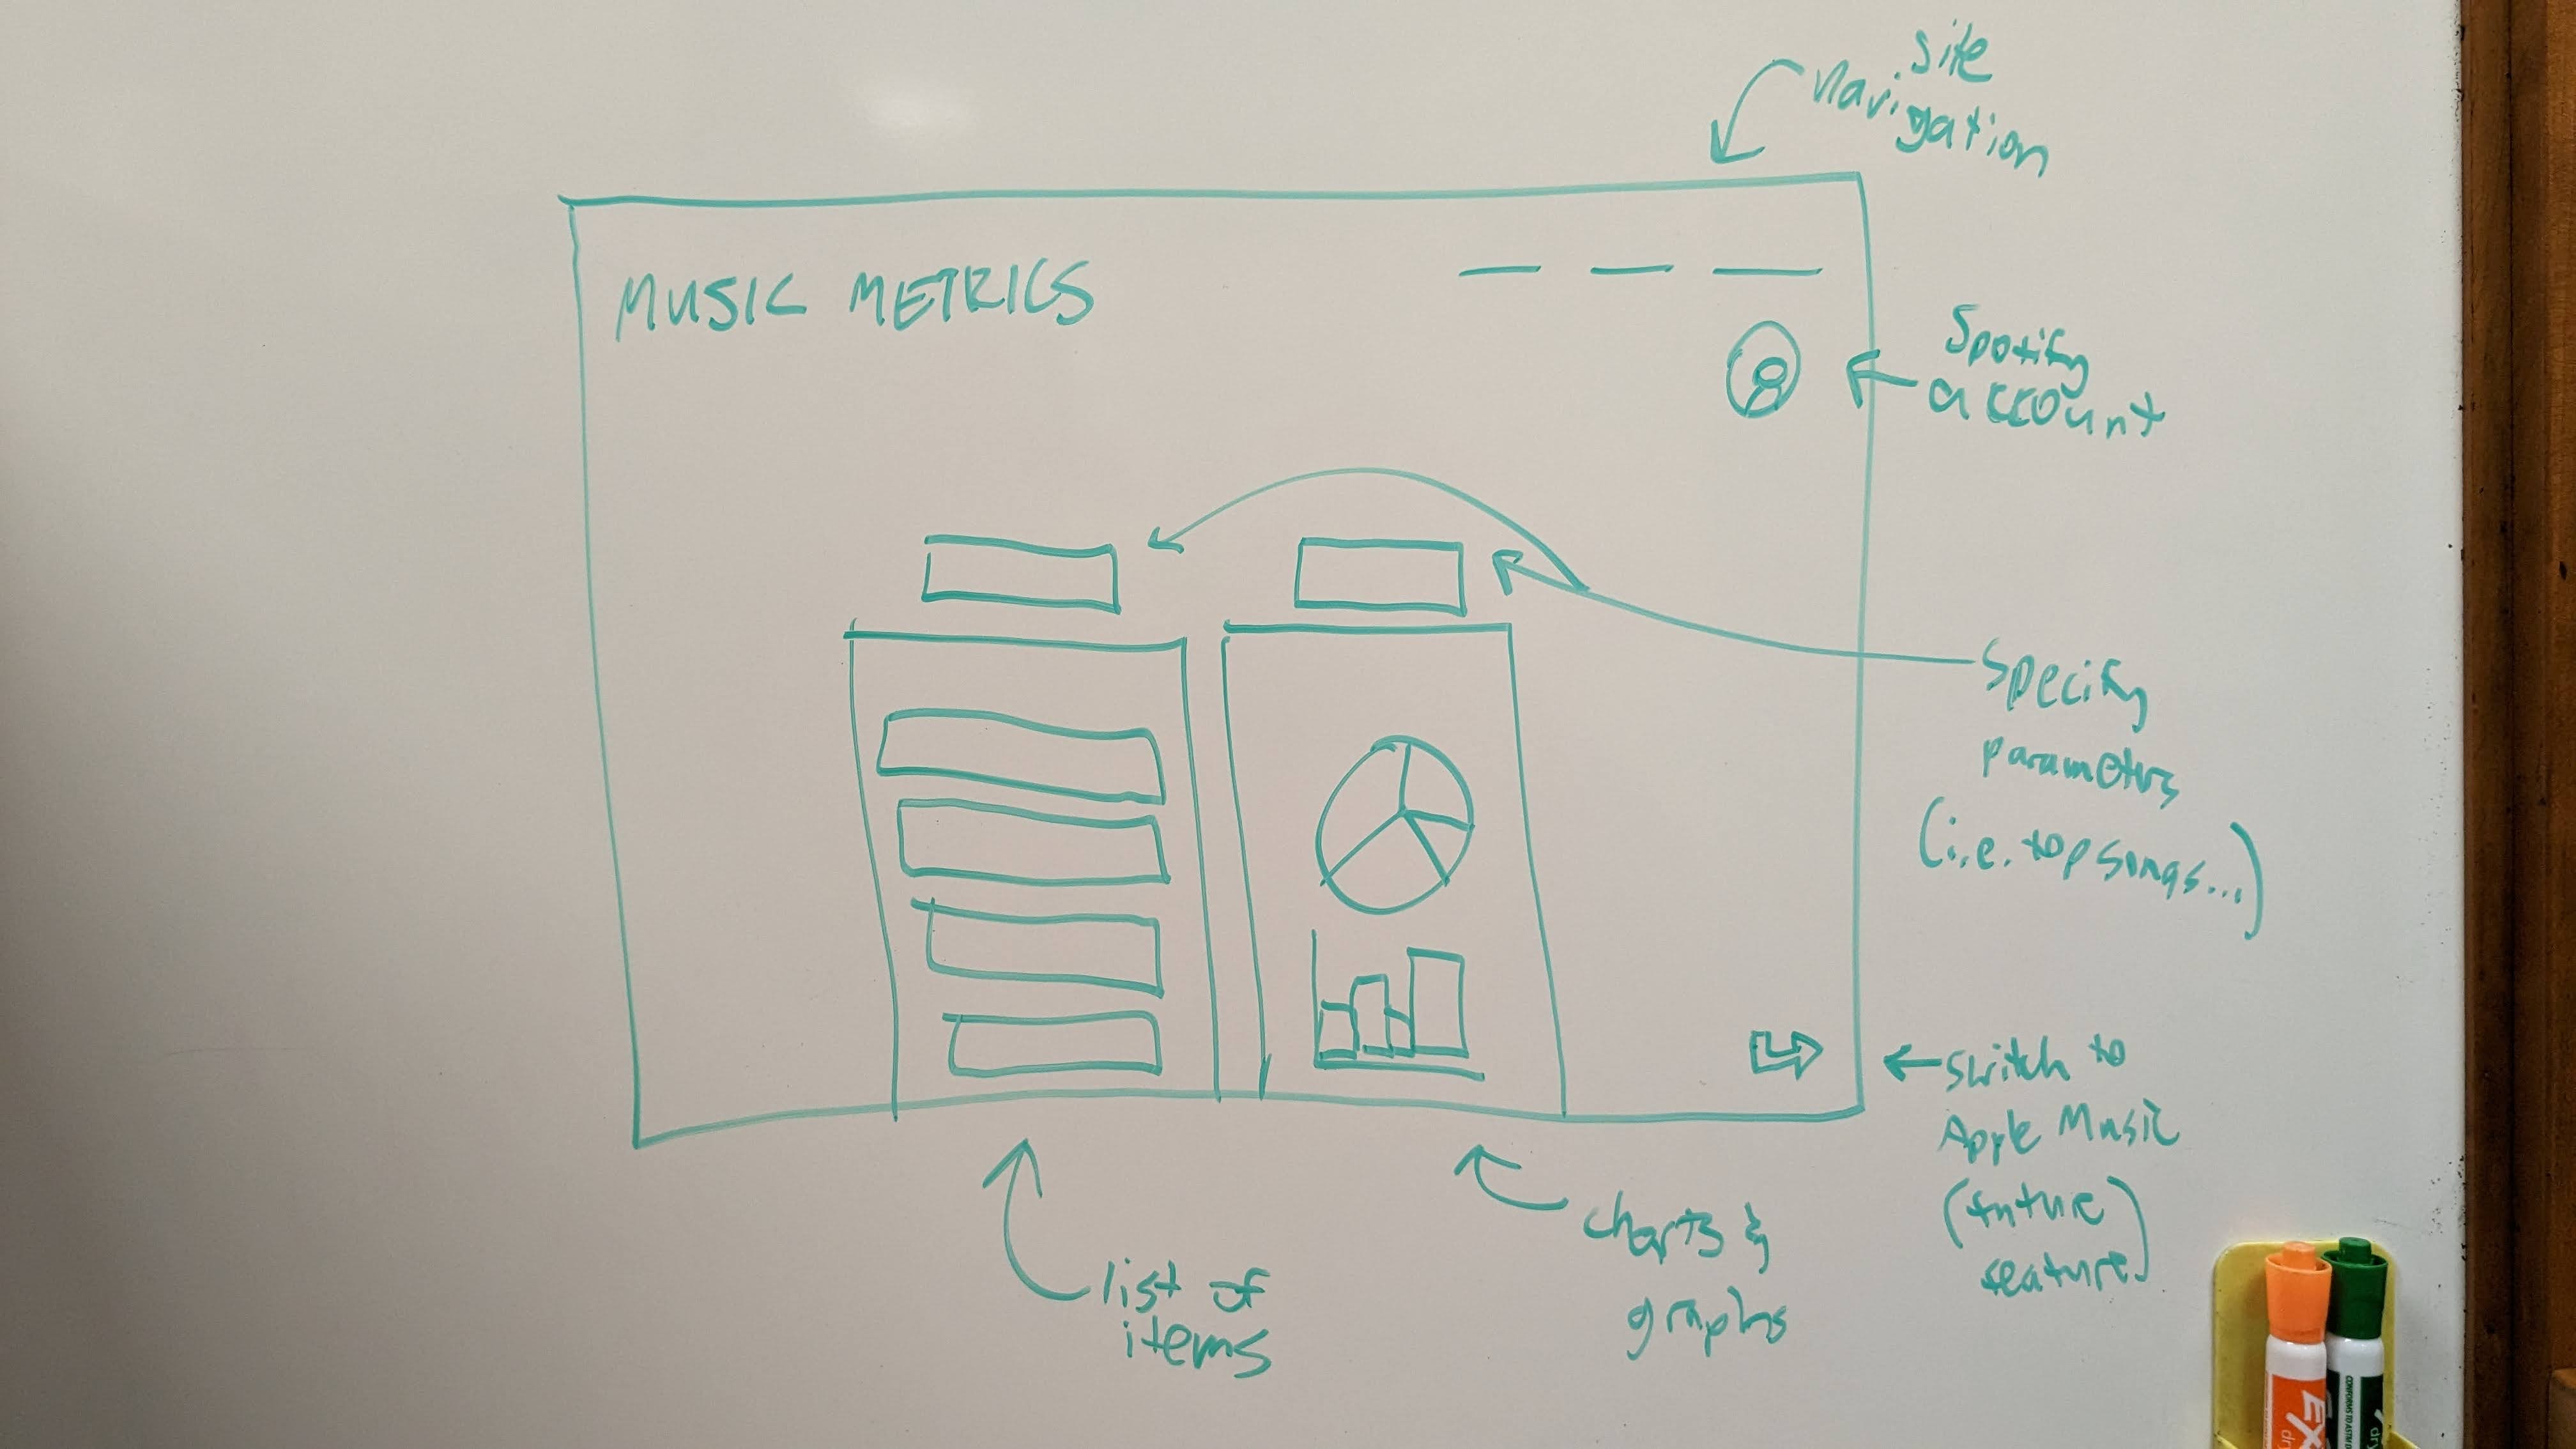 site
navigation
MUSIC METRICS
Spotify
account
Specify
parameters
(i.e. top songs...)
switch to
Apple Music
(future
feature)
charts &
graphs
list of
items
EX